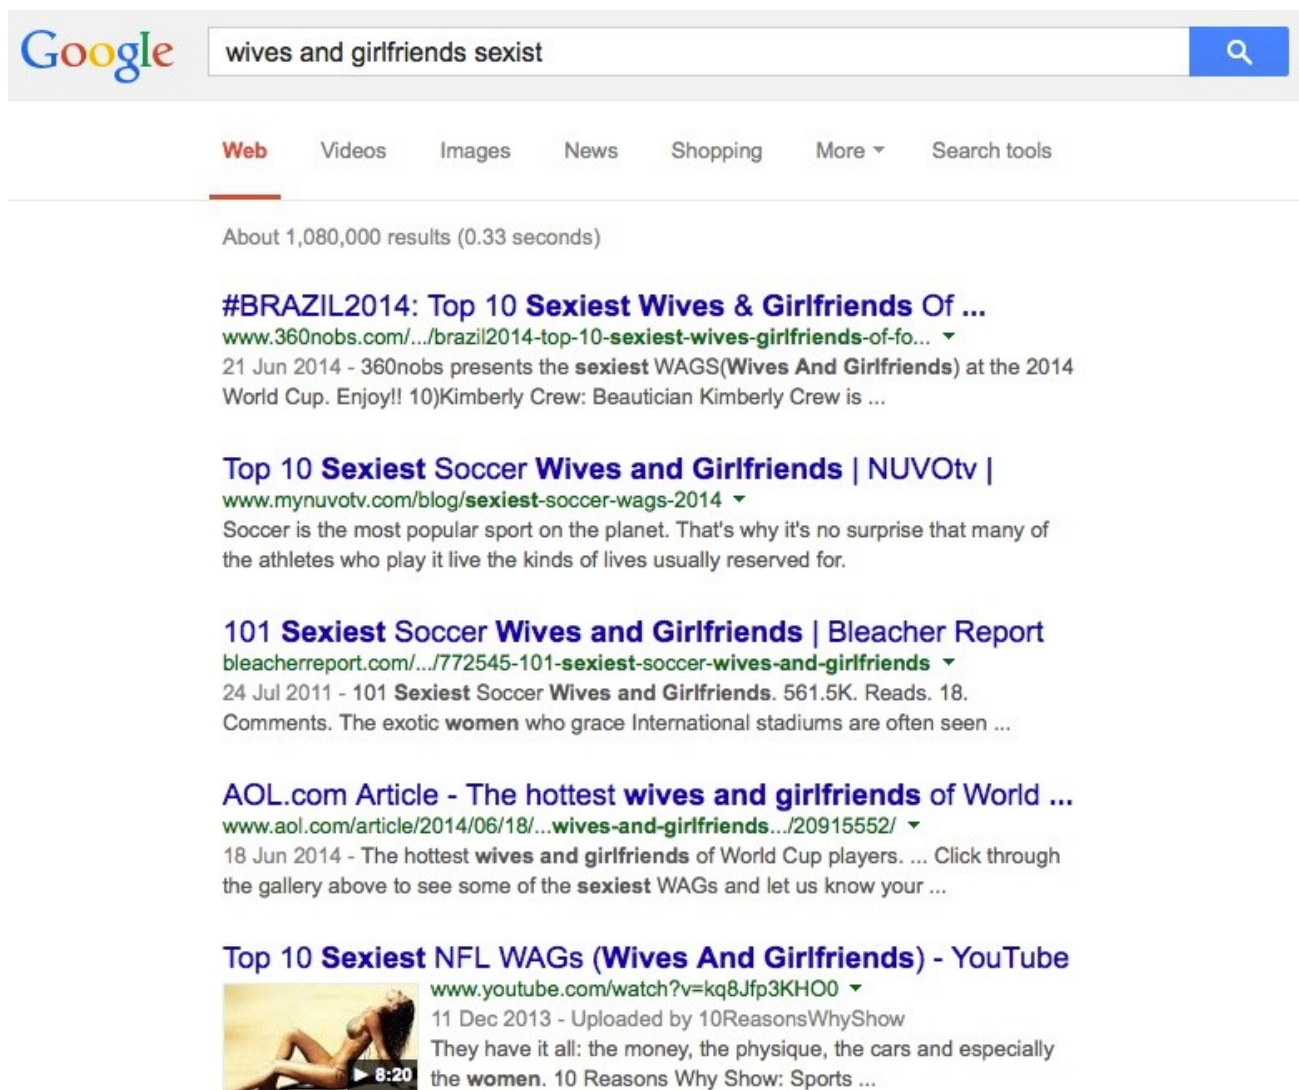 Google
wives and girlfriends sexist
Web Videos Images News Shopping More Search tools
About 1,080,000 results (0.33 seconds)
#BRAZIL2014: Top 10 Sexiest Wives & Girlfriends Of ...
www.360nobs.com/.../brazil2014-top-10-sexiest-wives-girlfriends-of-fo...
21 Jun 2014 - 360nobs presents the sexiest WAGS(Wives And Girlfriends) at the 2014
World Cup. Enjoy!! 10)Kimberly Crew: Beautician Kimberly Crew is ...
Top 10 Sexiest Soccer Wives and Girlfriends | NUVOtv |
www.mynuvotv.com/blog/sexiest-soccer-wags-2014
Soccer is the most popular sport on the planet. That's why it's no surprise that many of
the athletes who play it live the kinds of lives usually reserved for.
101 Sexiest Soccer Wives and Girlfriends | Bleacher Report
bleacherreport.com/.../772545-101-sexiest-soccer-wives-and-girlfriends
24 Jul 2011 - 101 Sexiest Soccer Wives and Girlfriends. 561.5K. Reads. 18.
Comments. The exotic women who grace International stadiums are often seen ...
AOL.com Article - The hottest wives and girlfriends of World ...
www.aol.com/article/2014/06/18/...wives-and-girlfriends.../20915552/
18 Jun 2014 - The hottest wives and girlfriends of World Cup players. ... Click through
the gallery above to see some of the sexiest WAGs and let us know your ...
Top 10 Sexiest NFL WAGs (Wives And Girlfriends) - YouTube
www.youtube.com/watch?v=kq8Jfp3KHO0
11 Dec 2013 - Uploaded by 10ReasonsWhyShow
They have it all: the money, the physique, the cars and especially
8:20 the women. 10 Reasons Why Show: Sports ...